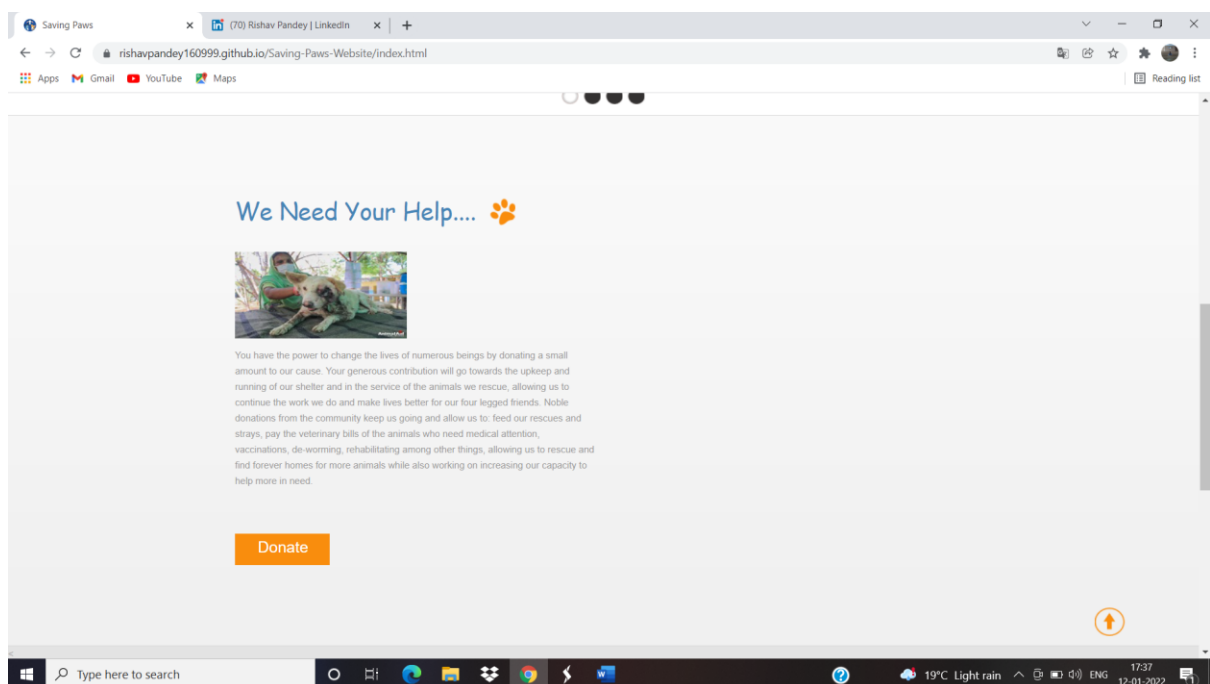 Saving Paws
(70) Rishav Pandey | LinkedIn
rishavpandey160999.github.io/Saving-Paws-Website/index.html
Apps Gmail YouTube Maps Reading list
We Need Your Help....
You have the power to change the lives of numerous beings by donating a small
amount to our cause. Your generous contribution will go towards the upkeep and
running of our shelter and in the service of the animals we rescue, allowing us to
continue the work we do and make lives better for our four legged friends. Noble
donations from the community keep us going and allow us to: feed our rescues and
strays, pay the veterinary bills of the animals who need medical attention,
vaccinations, de-worming, rehabilitating among other things, allowing us to rescue and
find forever homes for more animals while also working on increasing our capacity to
help more in need.
Donate
Type here to search
19°C Light rain
ENG
17:37
12-01-2022